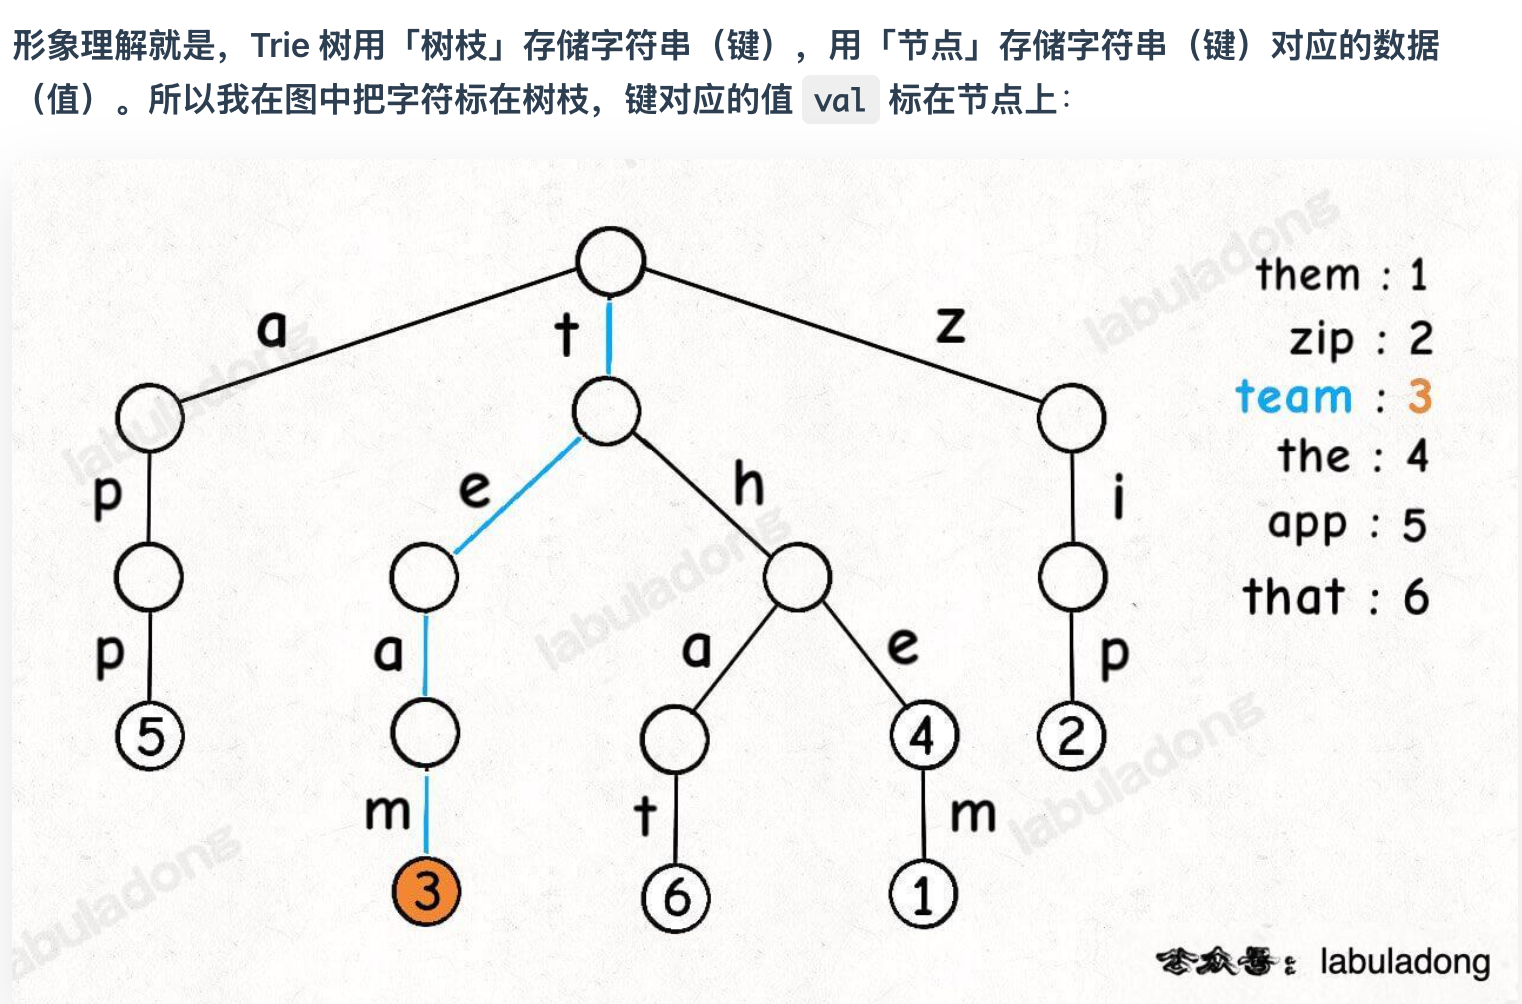 形象理解就是，Trie 树用「树枝」存储字符串（键），用「节点」存储字符串（键）对应的数据
（值）。所以我在图中把字符标在树枝，键对应的值 val 标在节点上：
a
t
z
them : 1
zip : 2
team : 3
the : 4
app : 5
that : 6
p
e
h
i
p
a
a
e
p
5
4
2
m
t
m
3
6
1
labuladong
labuladong
labuladong
labuladong
labuladong
公众号：labuladong